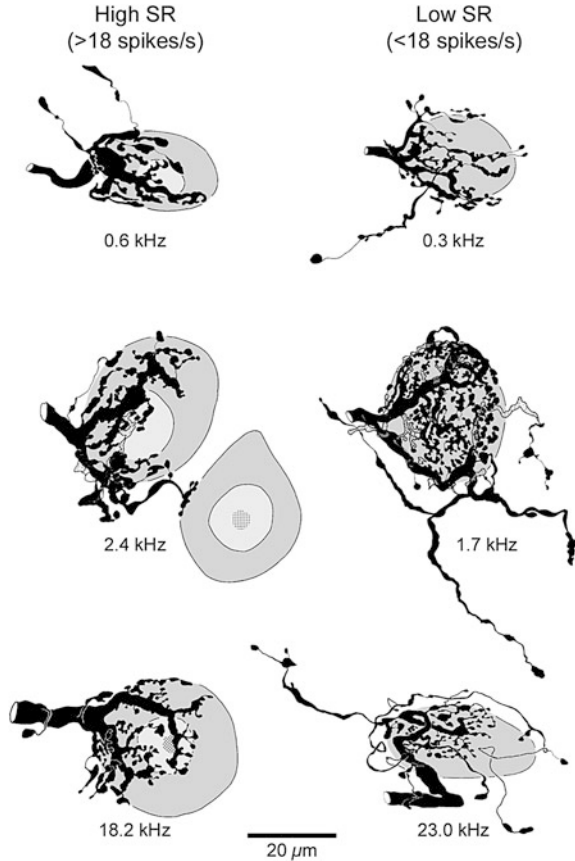 High SR
(>18 spikes/s)
Low SR
(<18 spikes/s)
0.6 kHz
0.3 kHz
2.4 kHz
1.7 kHz
18.2 kHz
23.0 kHz
20 µm